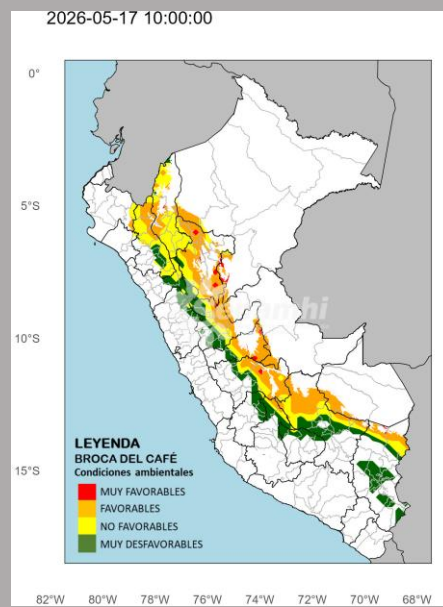 2026-05-17 10:00:00
0°
5°S
10°S
15°S
senamhi
LEYENDA
BROCA DEL CAFÉ
Condiciones ambientales
MUY FAVORABLES
FAVORABLES
NO FAVORABLES
MUY DESFAVORABLES
82°W 80°W 78°W 76°W 74°W 72°W 70°W 68°W